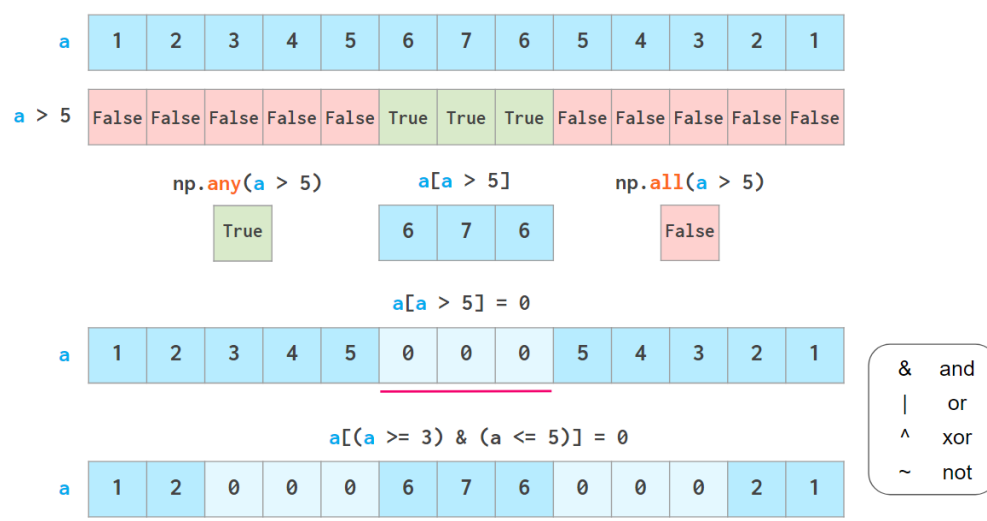 a 1 2 3 4 5 6 7 6 5 4 3 2 1
a > 5 False False False False False True True True False False False False False
np.any(a > 5) a[a > 5] np.all(a > 5)
True 6 7 6 False
a[a > 5] = 0
a 1 2 3 4 5 0 0 0 5 4 3 2 1
& and
| or
^ xor
~ not
a[(a >= 3) & (a <= 5)] = 0
a 1 2 0 0 0 6 7 6 0 0 0 2 1